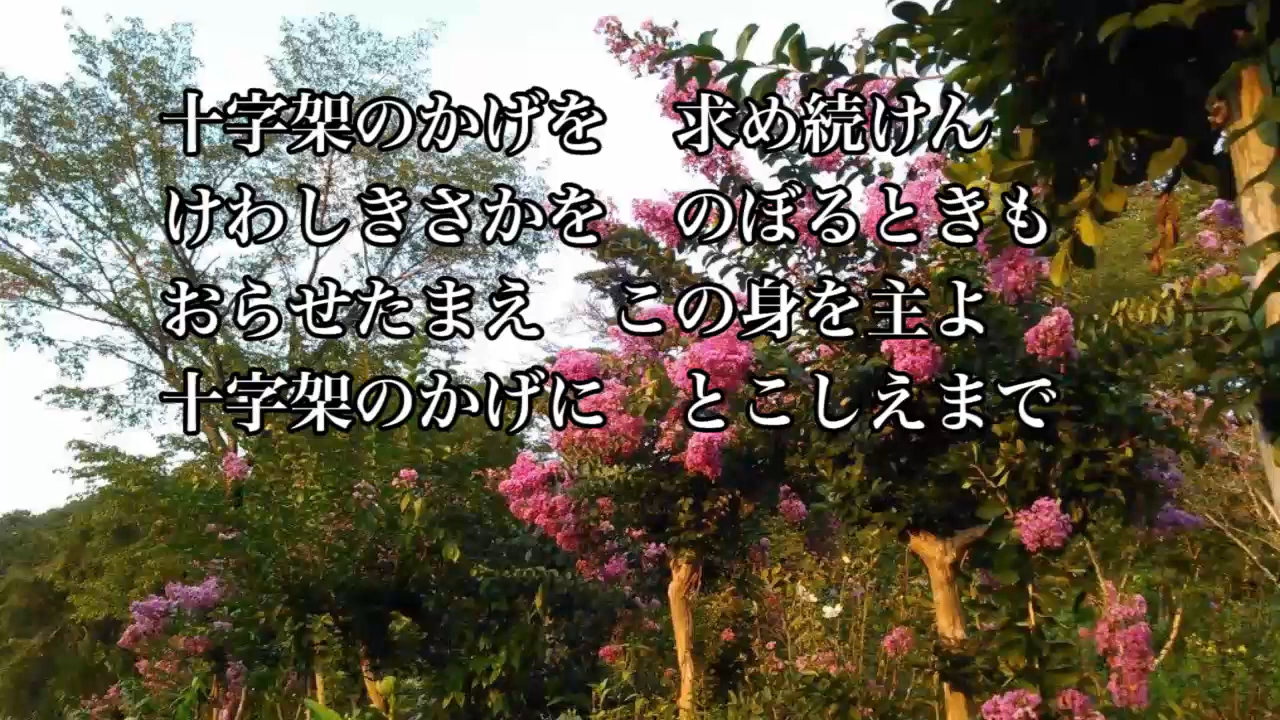 十字架のかげを　求め続けん
けわしきさかを　のぼるときも
おらせたまえ　この身を主よ
十字架のかげに　とこしえまで